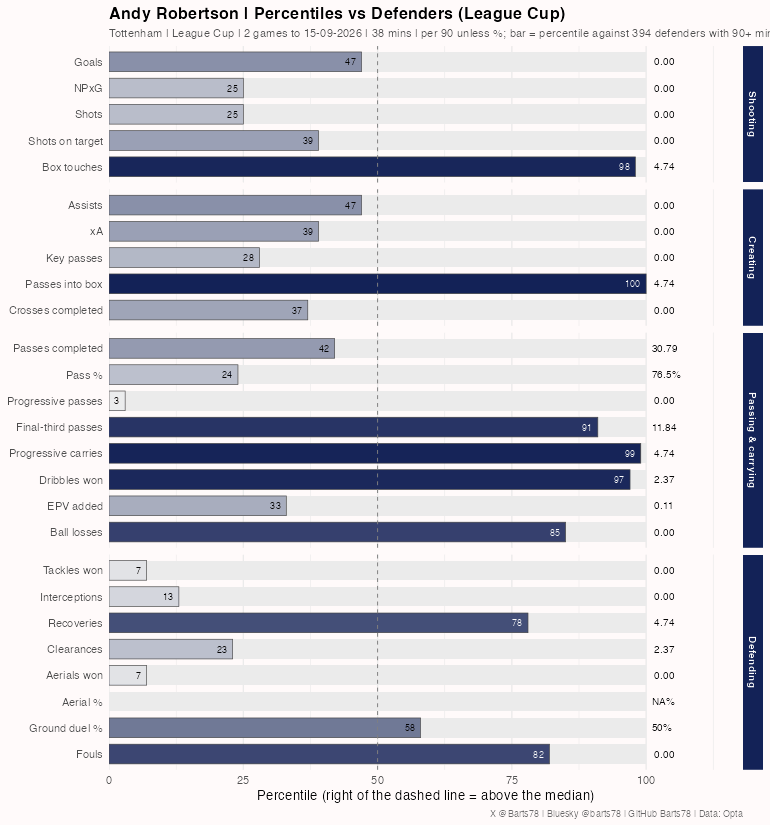 Andy Robertson | Percentiles vs Defenders (League Cup)
Tottenham | League Cup | 2 games to 15-09-2026 | 38 mins | per 90 unless %; bar = percentile against 394 defenders with 90+ min
Goals 47 0.00
NPxG 25 0.00
Shots 25 0.00
Shots on target 39 0.00
Box touches 98 4.74
Shooting
Assists 47 0.00
xA 39 0.00
Key passes 28 0.00
Passes into box 100 4.74
Crosses completed 37 0.00
Creating
Passes completed 42 30.79
Pass % 24 76.5%
Progressive passes 3 0.00
Final-third passes 91 11.84
Progressive carries 99 4.74
Dribbles won 97 2.37
EPV added 33 0.11
Ball losses 85 0.00
Passing & carrying
Tackles won 7 0.00
Interceptions 13 0.00
Recoveries 78 4.74
Clearances 23 2.37
Aerials won 7 0.00
Aerial % NA%
Ground duel % 58 50%
Fouls 82 0.00
Defending
0 25 50 75 100
Percentile (right of the dashed line = above the median)
X @Barts78 | Bluesky @barts78 | GitHub Barts78 | Data: Opta